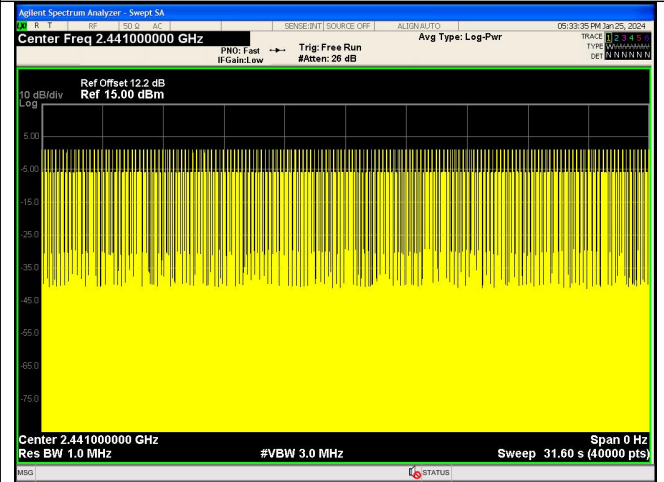 Agilent Spectrum Analyzer - Swept SA
R T RF 50 Ω AC SENSE:INT SOURCE OFF ALIGN AUTO 05:33:35 PM Jan 25, 2024
Center Freq 2.441000000 GHz Avg Type: Log-Pwr TRACE 1 2 3 4 5 6
PNO: Fast Trig: Free Run TYPE
IFGain:Low #Atten: 26 dB DET N N N N N N
Ref Offset 12.2 dB
10 dB/div Ref 15.00 dBm
Log
5.00
-5.00
-15.0
-25.0
-35.0
-45.0
-55.0
-65.0
-75.0
Center 2.441000000 GHz Span 0 Hz
Res BW 1.0 MHz #VBW 3.0 MHz Sweep 31.60 s (40000 pts)
MSG STATUS